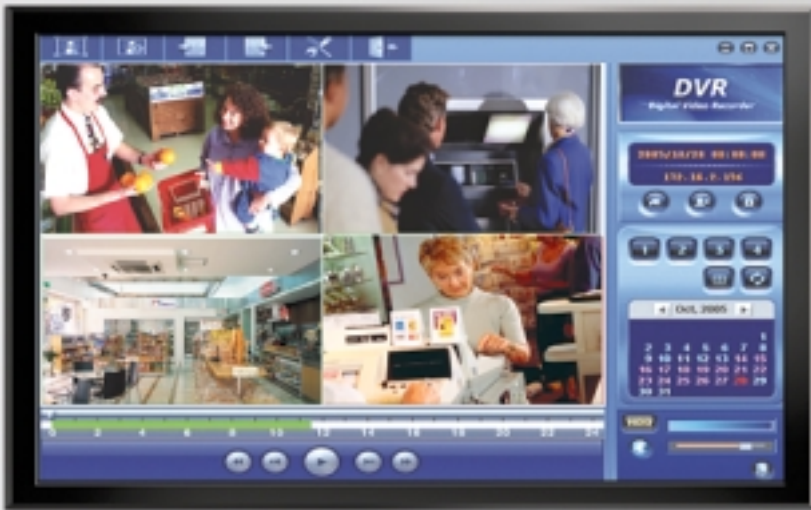 DVR
Digital Video Recorder
2005/10/28 00:00:00
172.16.2.156
1 2 3 4
Oct, 2005
1
2 3 4 5 6 7 8
9 10 11 12 13 14 15
16 17 18 19 20 21 22
23 24 25 26 27 28 29
30 31
HDD
0 2 4 6 8 10 12 14 16 18 20 22 24